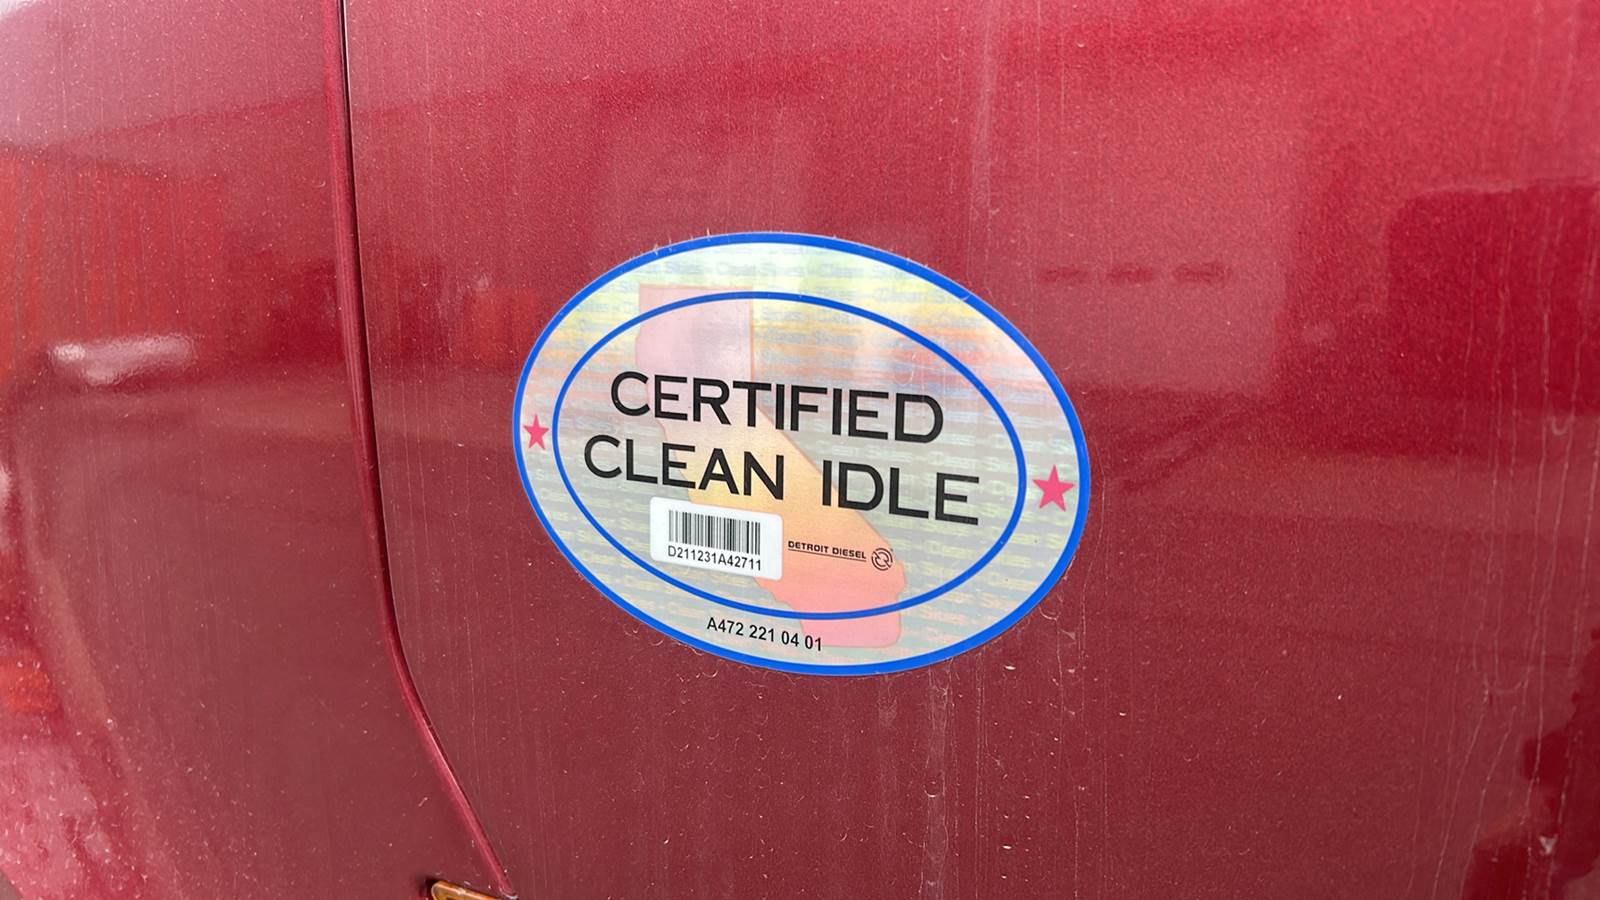 CERTIFIED
CLEAN IDLE
D211231A42711
DETROIT DIESEL
A472 221 04 01